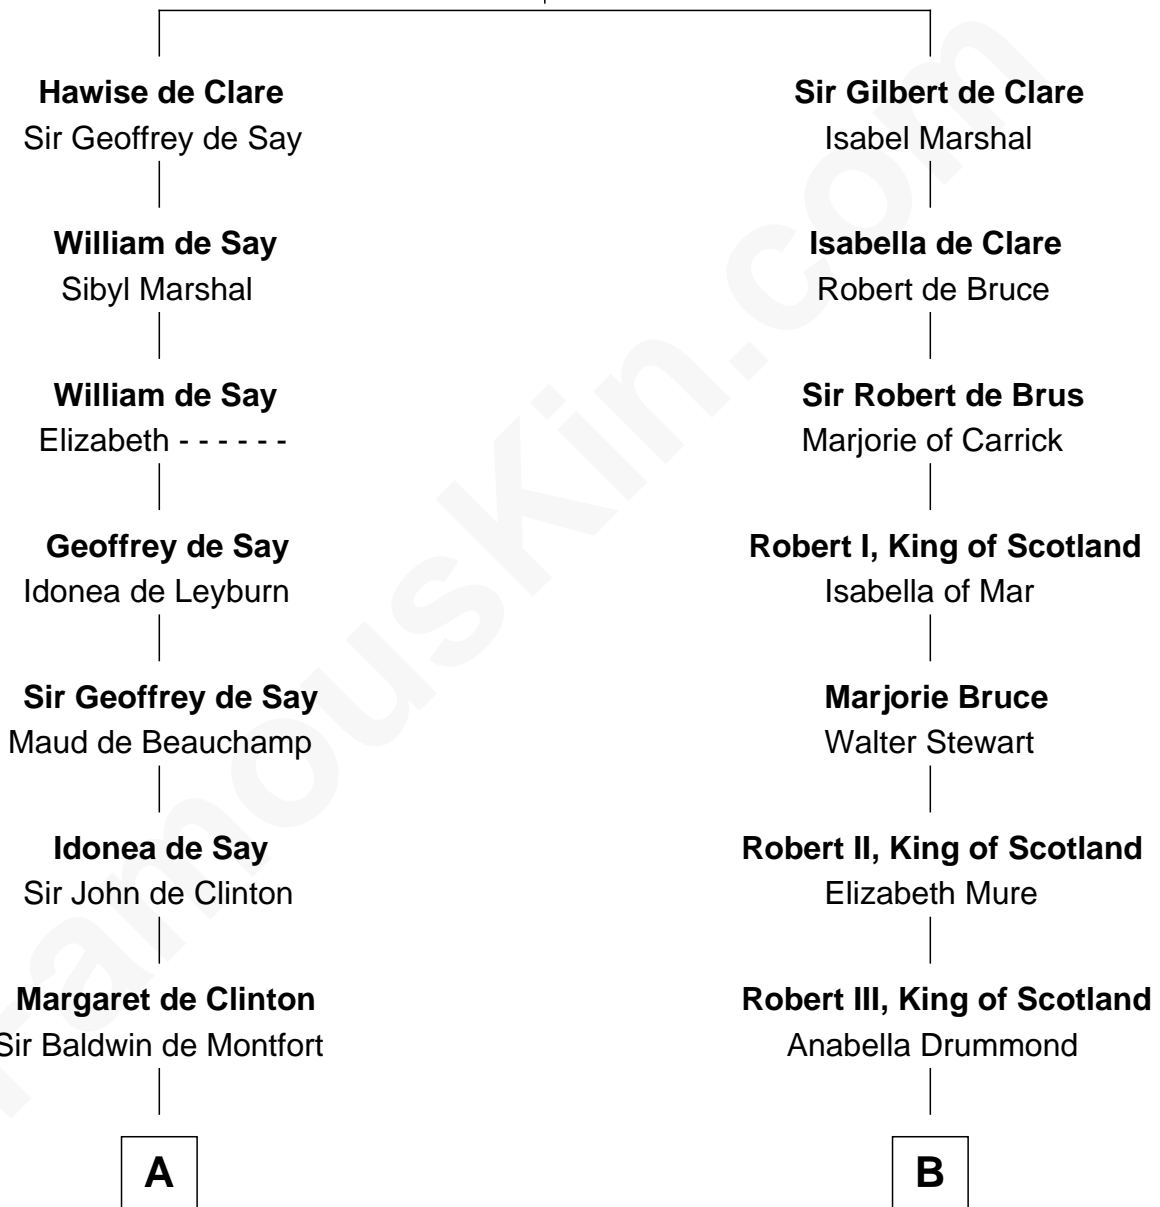 Hawise de Clare
Sir Geoffrey de Say
William de Say
Sibyl Marshal
William de Say
Elizabeth - - - - - -
Geoffrey de Say
Idonea de Leyburn
Sir Geoffrey de Say
Maud de Beauchamp
Idonea de Say
Sir John de Clinton
Margaret de Clinton
Sir Baldwin de Montfort
A
Sir Gilbert de Clare
Isabel Marshal
Isabella de Clare
Robert de Bruce
Sir Robert de Brus
Marjorie of Carrick
Robert I, King of Scotland
Isabella of Mar
Marjorie Bruce
Walter Stewart
Robert II, King of Scotland
Elizabeth Mure
Robert III, King of Scotland
Anabella Drummond
B
FamousKin.com